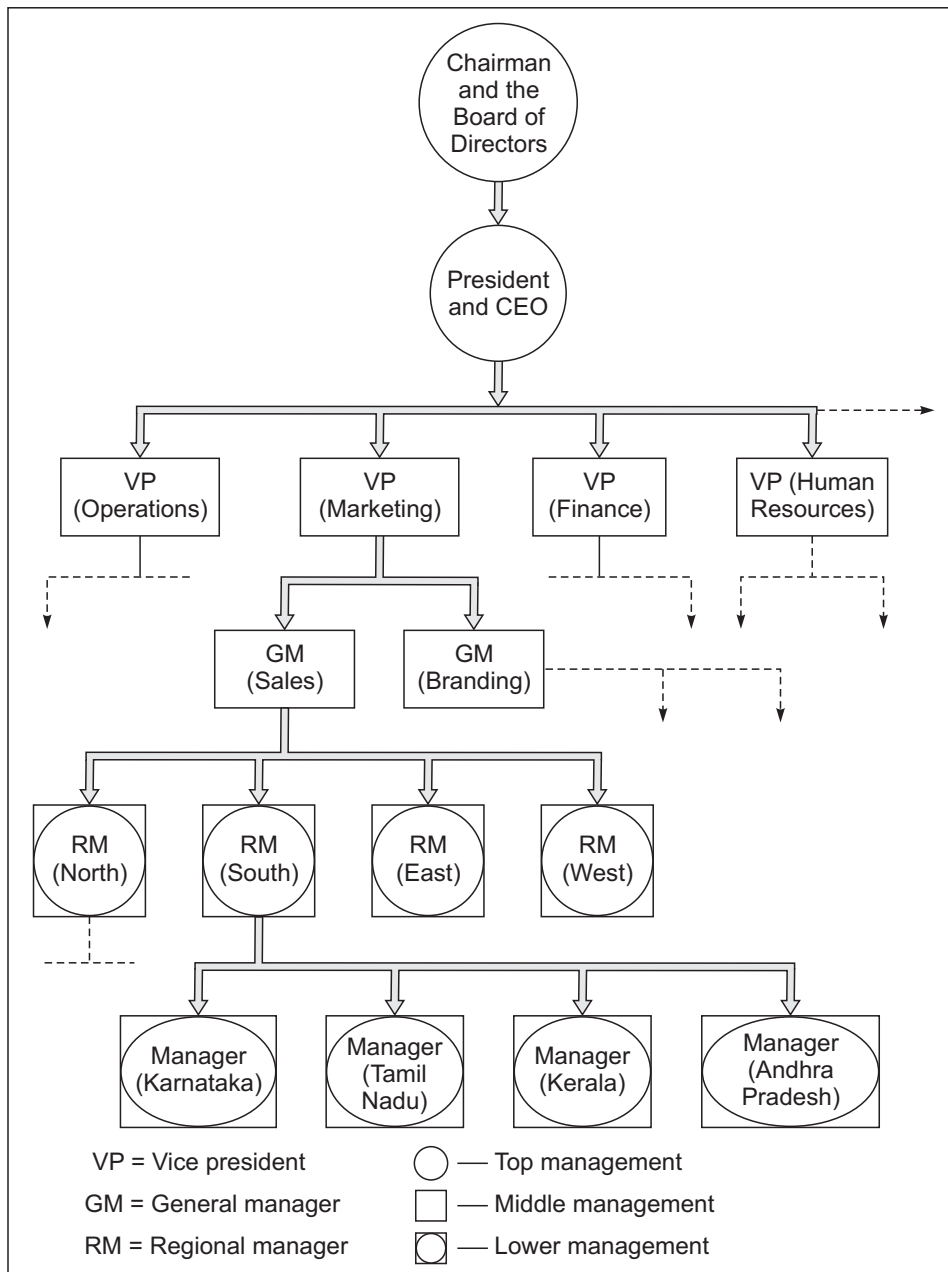 Chairman
and the
Board of
Directors
President
and CEO
VP
(Operations)
VP
(Marketing)
VP
(Finance)
VP (Human
Resources)
GM
(Sales)
GM
(Branding)
RM
(North)
RM
(South)
RM
(East)
RM
(West)
Manager
(Karnataka)
Manager
(Tamil
Nadu)
Manager
(Kerala)
Manager
(Andhra
Pradesh)
VP = Vice president
— Top management
GM = General manager
— Middle management
RM = Regional manager
— Lower management